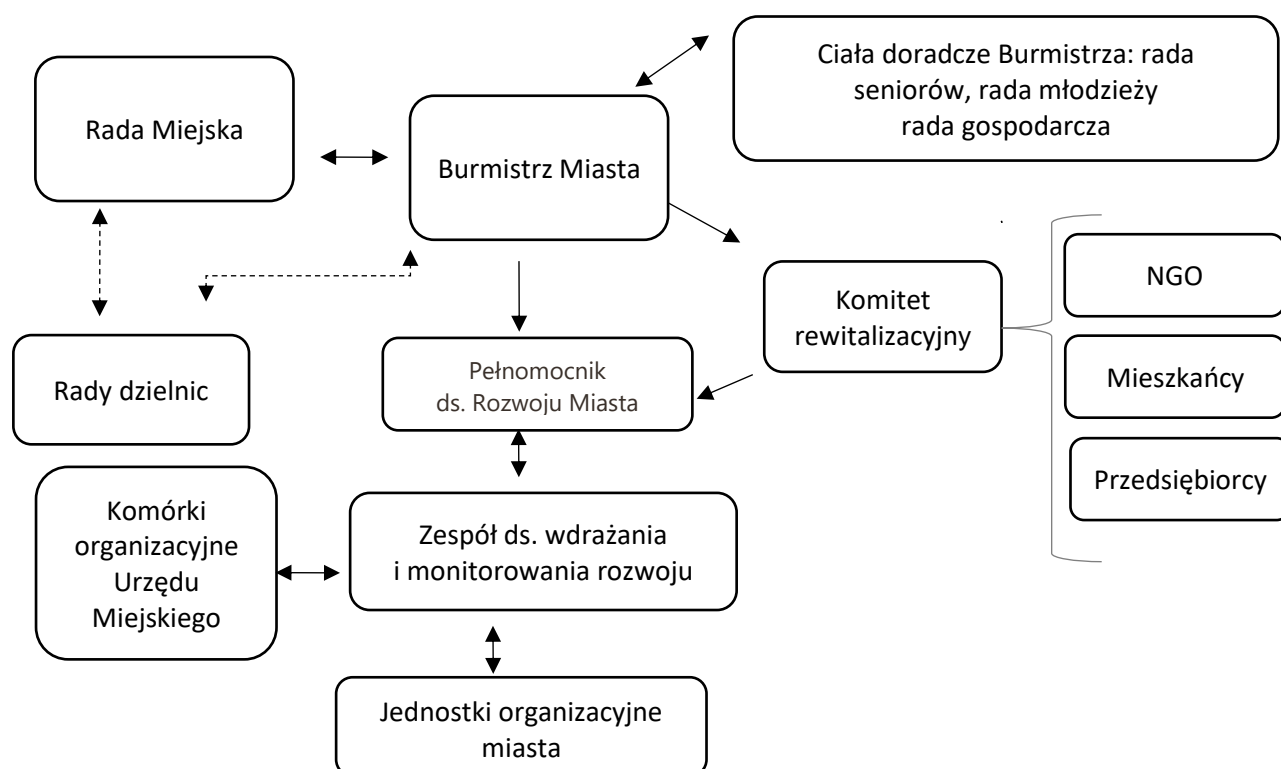 Ciała doradcze Burmistrza: rada
seniorów, rada młodzieży
rada gospodarcza
Rada Miejska
Burmistrz Miasta
NGO
Komitet
rewitalizacyjny
Pełnomocnik
ds. Rozwoju Miasta
Rady dzielnic
Mieszkańcy
Przedsiębiorcy
Komórki
organizacyjne
Urzędu
Miejskiego
Zespół ds. wdrażania
i monitorowania rozwoju
Jednostki organizacyjne
miasta